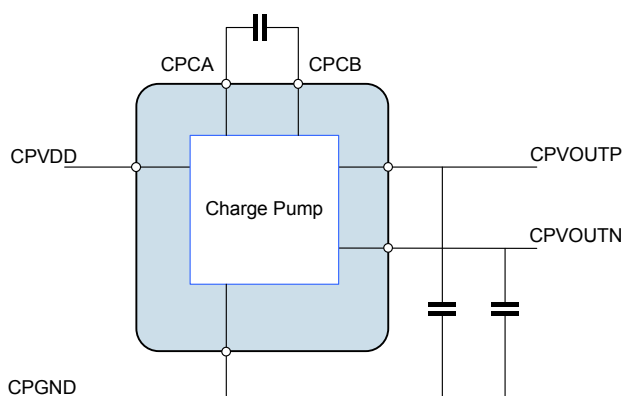 CPCA
CPCB
CPVDD
CPVOUTP
Charge Pump
CPVOUTN
CPGND